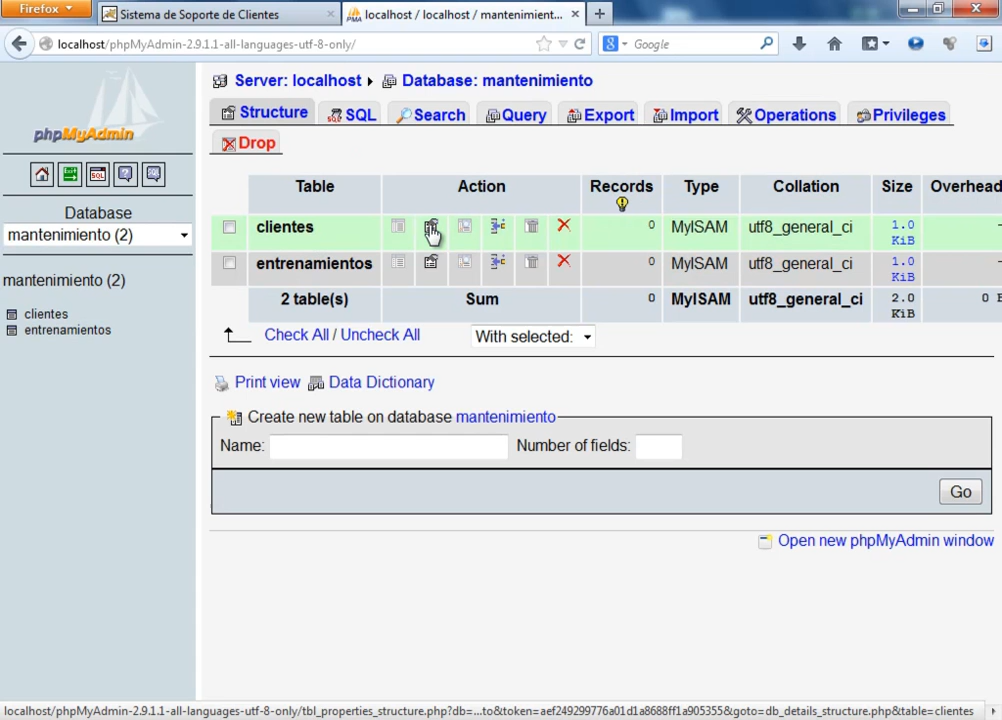 Firefox
Sistema de Soporte de Clientes
localhost / localhost / mantenimient...
localhost/phpMyAdmin-2.9.1.1-all-languages-utf-8-only/
Google
phpMyAdmin
Database
mantenimiento (2)
mantenimiento (2)
clientes
entrenamientos
Server: localhost Database: mantenimiento
Structure SQL Search Query Export Import Operations Privileges
Drop
Table Action Records Type Collation Size Overhead
clientes 0 MyISAM utf8_general_ci 1.0 KiB -
entrenamientos 0 MyISAM utf8_general_ci 1.0 KiB -
2 table(s) Sum 0 MyISAM utf8_general_ci 2.0 KiB 0 B
Check All / Uncheck All With selected:
Print view Data Dictionary
Create new table on database mantenimiento
Name: Number of fields:
Go
Open new phpMyAdmin window
localhost/phpMyAdmin-2.9.1.1-all-languages-utf-8-only/tbl_properties_structure.php?db=...to&token=aef249299776a01d1a8688ff1a905355&goto=db_details_structure.php&table=clientes